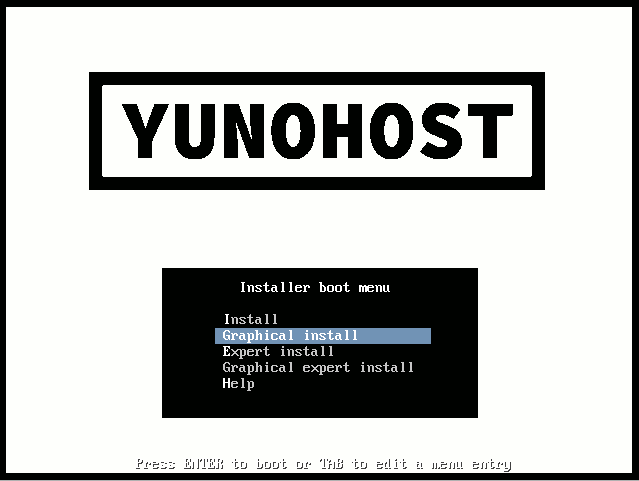 YUNOHOST
Installer boot menu
Install
Graphical install
Expert install
Graphical expert install
Help
Press ENTER to boot or TAB to edit a menu entry